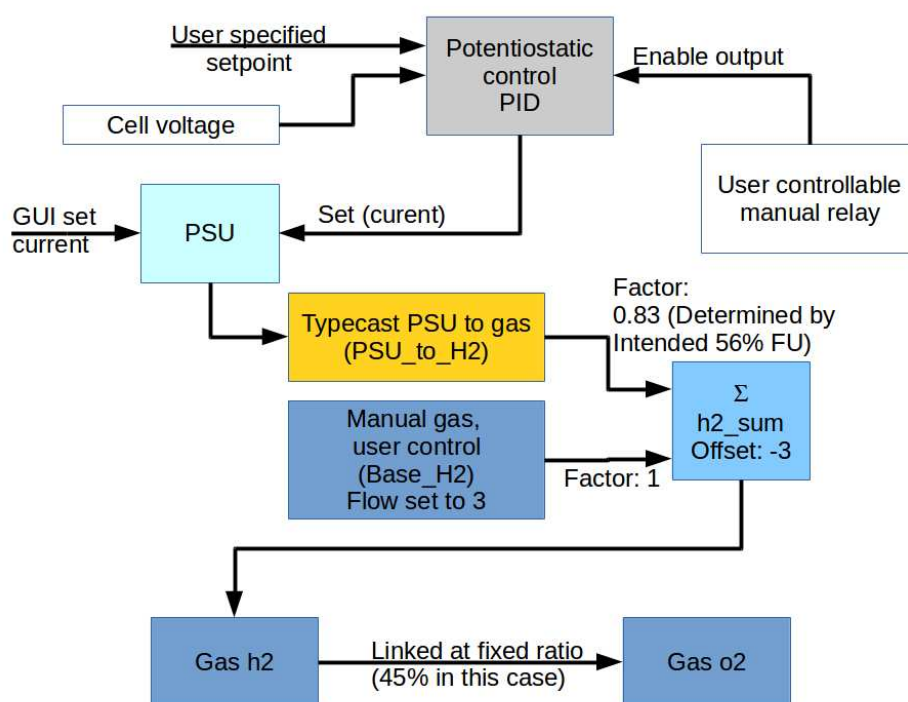 User specified
setpoint
Potentiostatic
control
PID
Enable output
Cell voltage
User controllable
manual relay
GUI set
current
PSU
Set (curent)
Factor:
0.83 (Determined by
Intended 56% FU)
Typecast PSU to gas
(PSU_to_H2)
Σ
h2_sum
Offset: -3
Manual gas,
user control
(Base_H2)
Flow set to 3
Factor: 1
Gas h2
Linked at fixed ratio
(45% in this case)
Gas o2